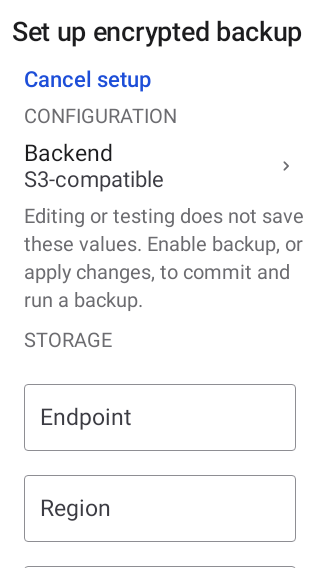 Set up encrypted backup
Cancel setup
CONFIGURATION
Backend
S3-compatible
Editing or testing does not save
these values. Enable backup, or
apply changes, to commit and
run a backup.
STORAGE
Endpoint
Region